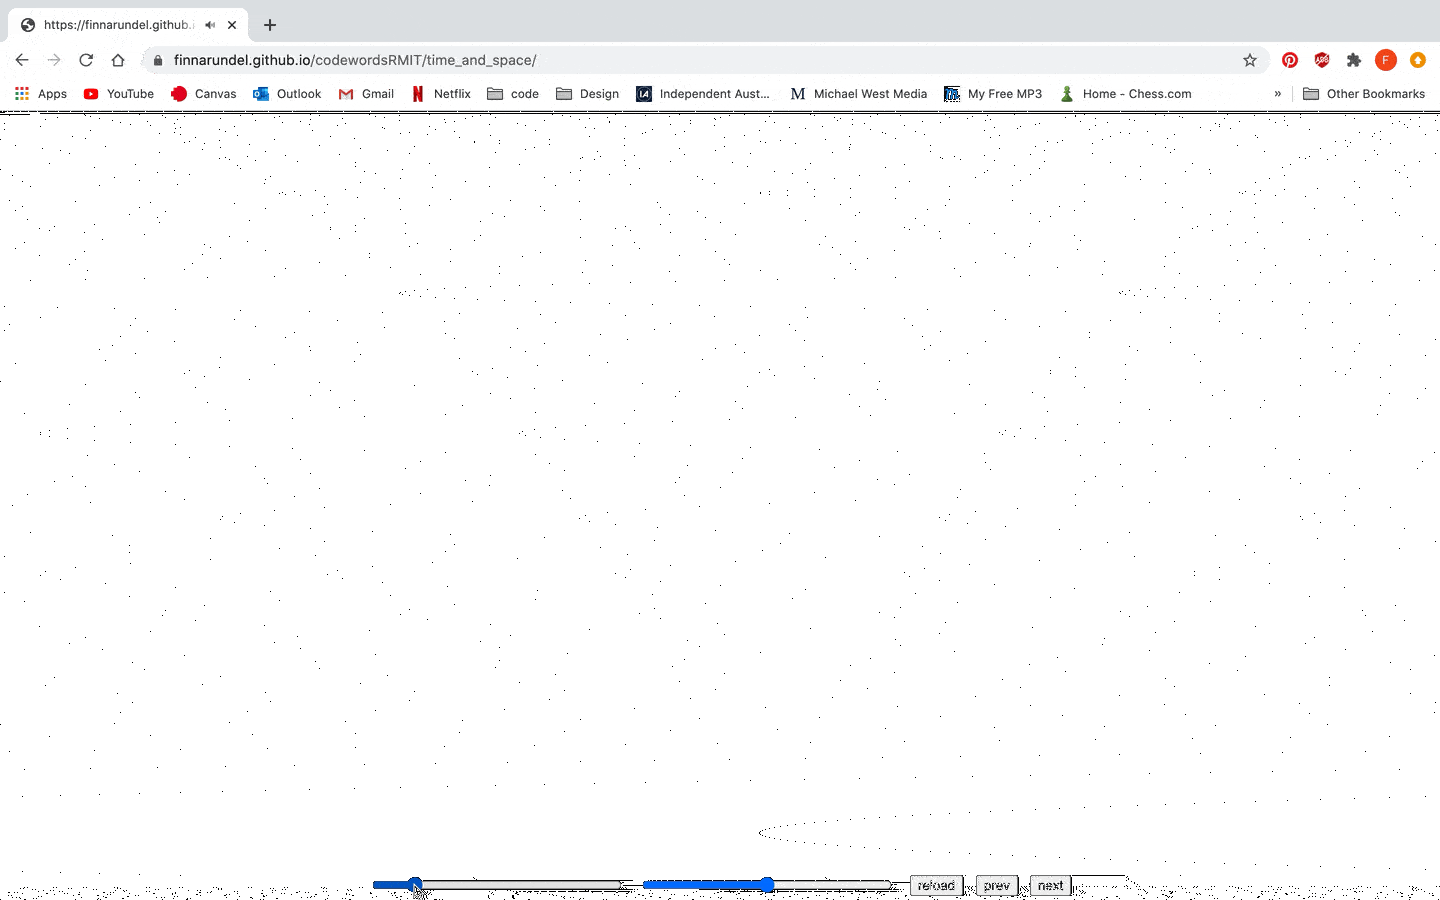 https://finnarundel.github.i
finnarundel.github.io/codewordsRMIT/time_and_space/
F
Apps YouTube Canvas Outlook Gmail Netflix code Design Independent Aust... Michael West Media My Free MP3 Home - Chess.com » Other Bookmarks
reload prev next